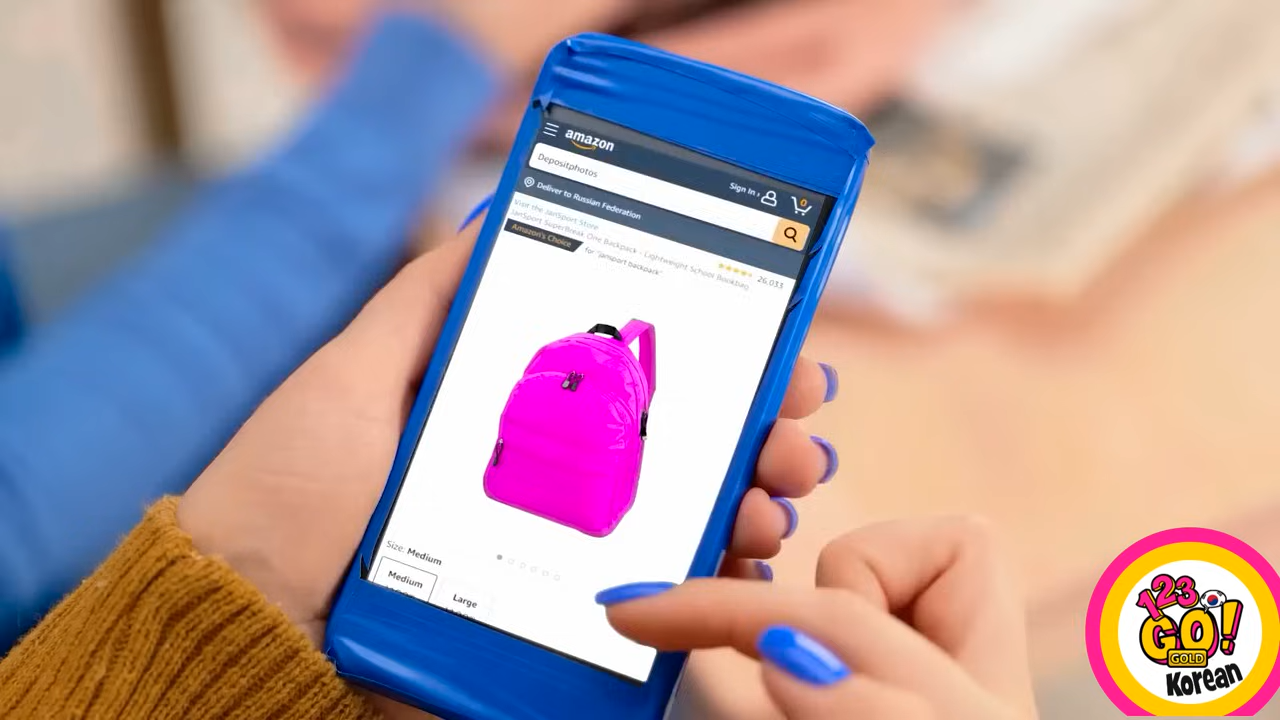 amazon
Depositphotos
Sign In ›
0
Deliver to Russian Federation
Visit the JanSport Store
JanSport SuperBreak One Backpack - Lightweight School Bookbag
26.033
Amazon's Choice
for "jansport backpack"
Size: Medium
Medium
Large
123
GO!
GOLD
Korean